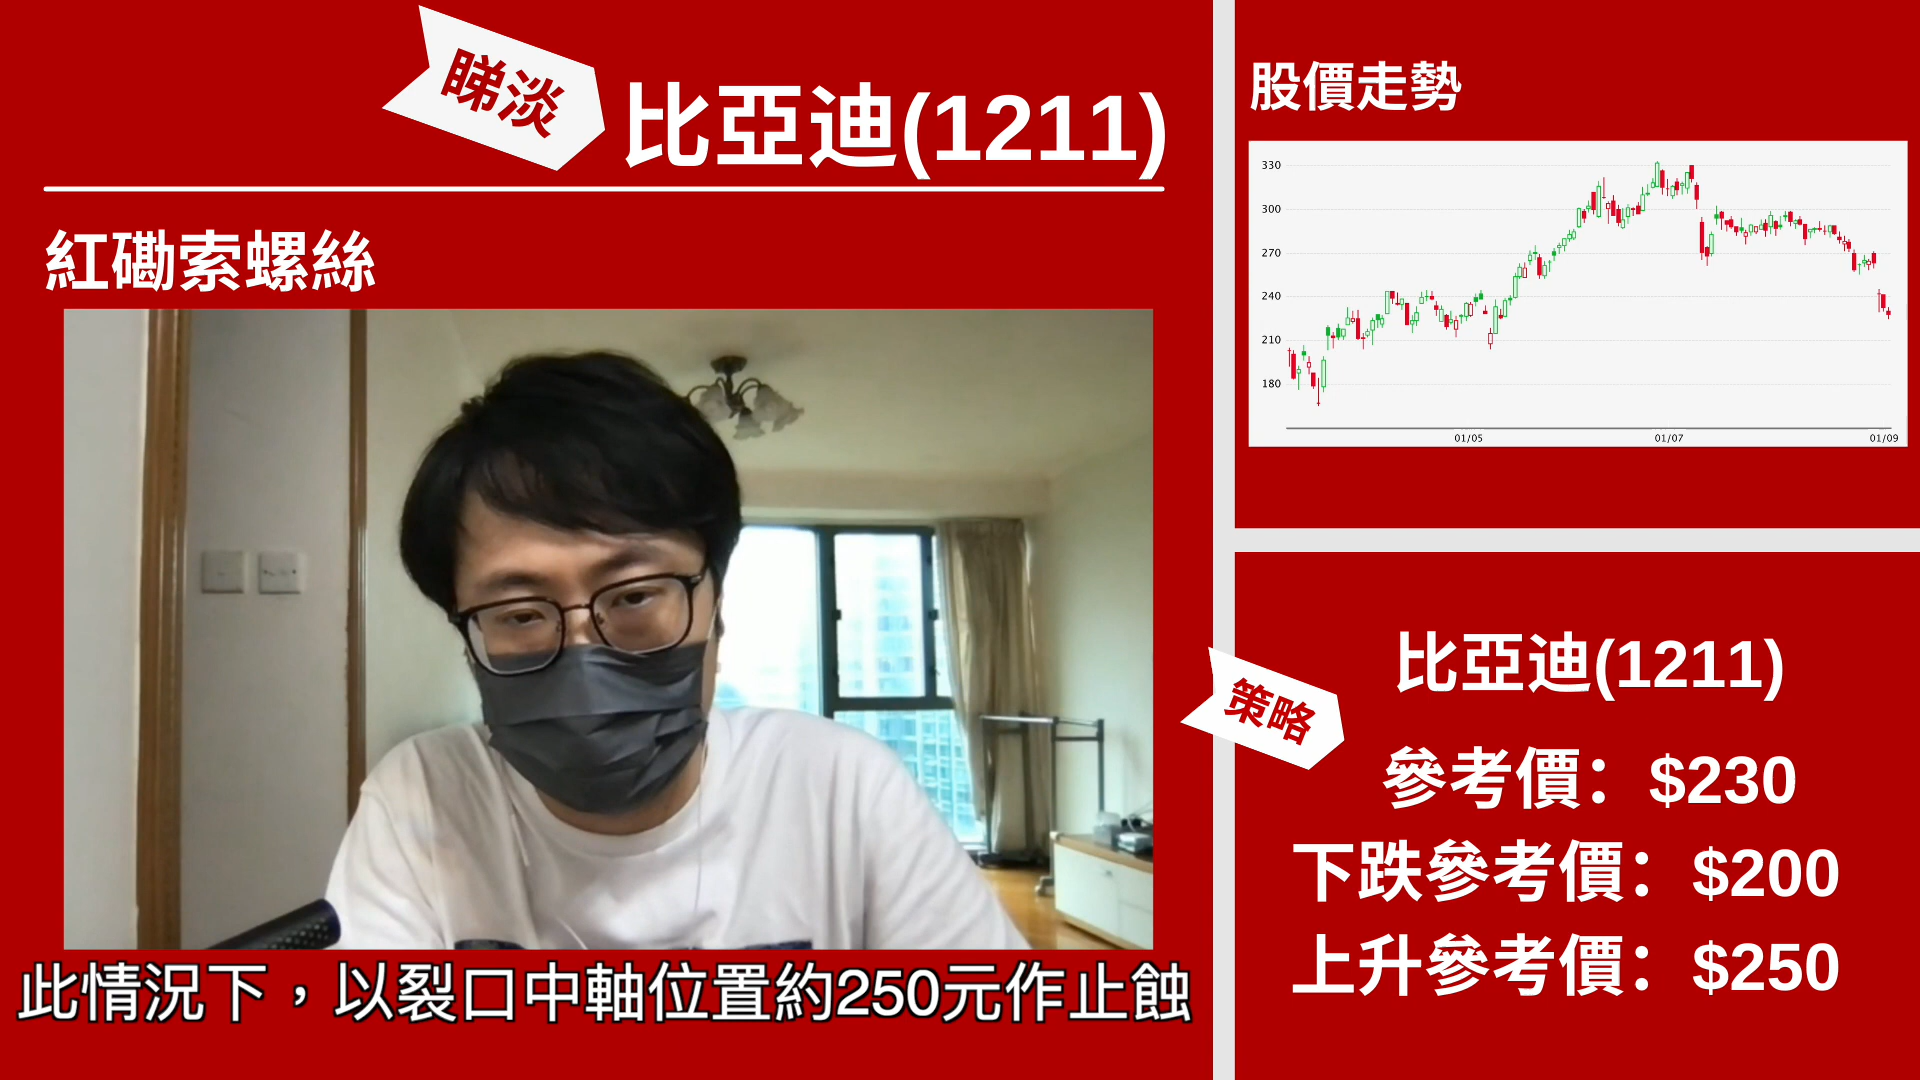 睇淡
比亞迪(1211)
紅磡索螺絲
此情況下，以裂口中軸位置約250元作止蝕
股價走勢
330
300
270
240
210
180
01/05
01/07
01/09
策略
比亞迪(1211)
參考價：$230
下跌參考價：$200
上升參考價：$250